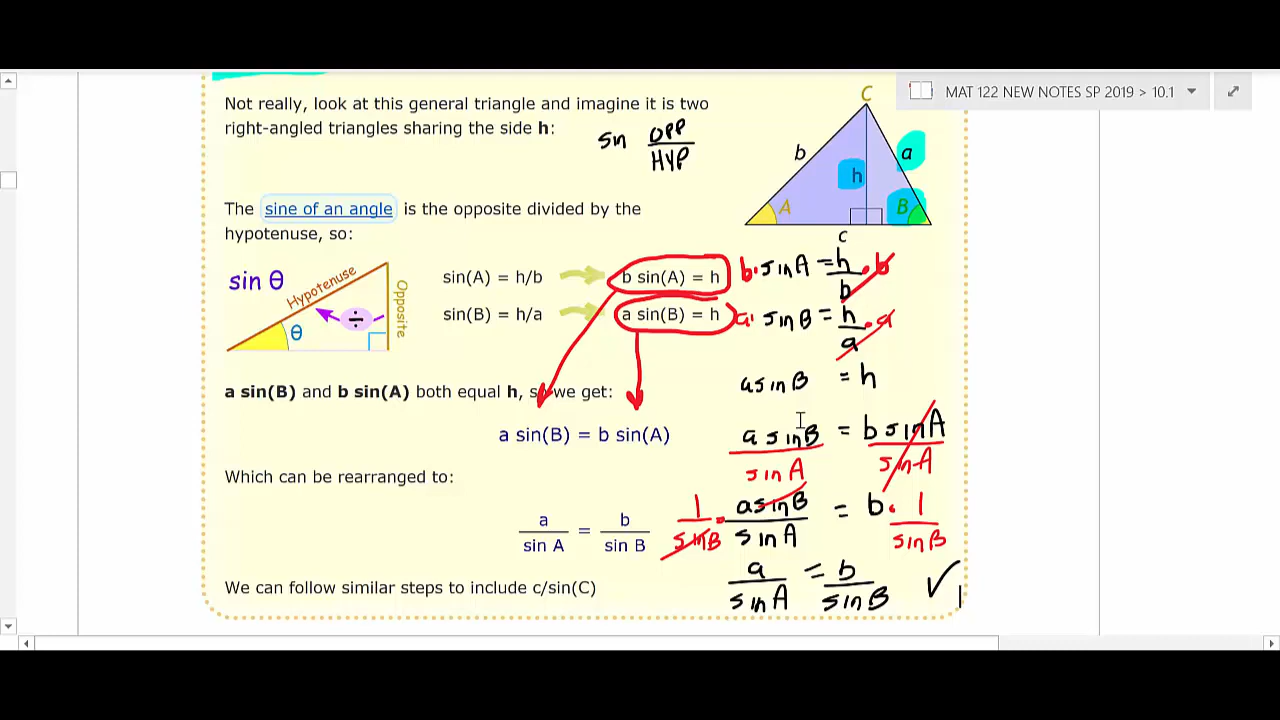 MAT 122 NEW NOTES SP 2019 > 10.1
Not really, look at this general triangle and imagine it is two
right-angled triangles sharing the side h:
sin OPP
HYP
C
b
h
a
A
B
c
The sine of an angle is the opposite divided by the
hypotenuse, so:
sin θ
Hypotenuse
Opposite
÷
θ
sin(A) = h/b
b sin(A) = h
sin(B) = h/a
a sin(B) = h
b· sin A = h · b
b
a· sin B = h · a
a
a sin B = h
a sin(B) and b sin(A) both equal h, so we get:
a sin(B) = b sin(A)
a sin B = b sin A
sin A sin A
Which can be rearranged to:
1 · a sin B = b · 1
sin B sin A sin B
a = b
sin A sin B
a = b
sin A sin B
We can follow similar steps to include c/sin(C)